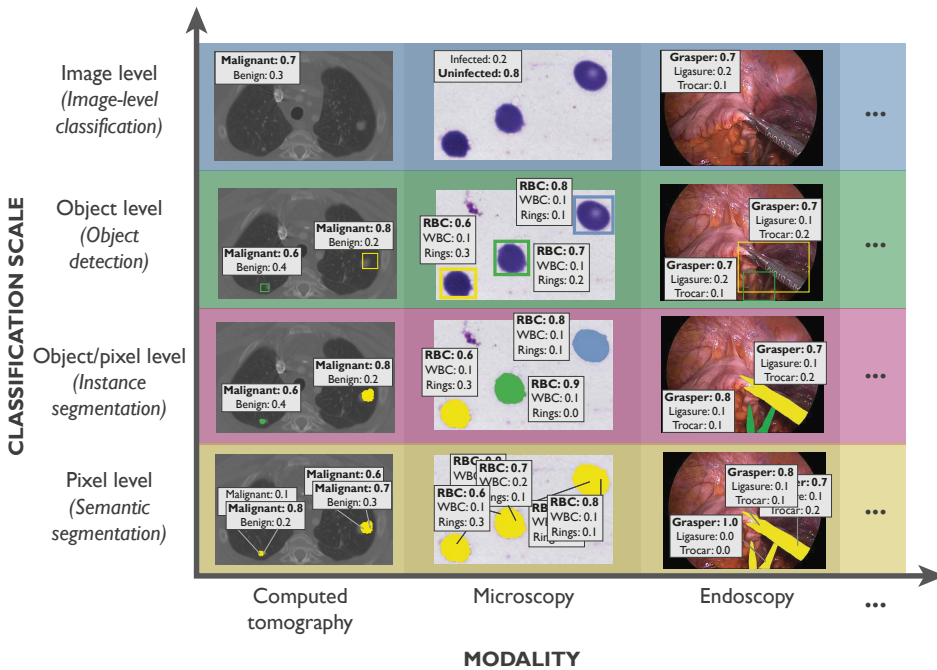 CLASSIFICATION SCALE
Image level
(Image-level
classification)
Malignant: 0.7
Benign: 0.3
Infected: 0.2
Uninfected: 0.8
Grasper: 0.7
Ligasure: 0.2
Trocar: 0.1
...
Object level
(Object
detection)
Malignant: 0.6
Benign: 0.4
Malignant: 0.8
Benign: 0.2
RBC: 0.6
WBC: 0.1
Rings: 0.3
RBC: 0.8
WBC: 0.1
Rings: 0.1
RBC: 0.7
WBC: 0.1
Rings: 0.2
Grasper: 0.7
Ligasure: 0.2
Trocar: 0.1
Grasper: 0.7
Ligasure: 0.1
Trocar: 0.2
...
Object/pixel level
(Instance
segmentation)
Malignant: 0.6
Benign: 0.4
Malignant: 0.8
Benign: 0.2
RBC: 0.6
WBC: 0.1
Rings: 0.3
RBC: 0.8
WBC: 0.1
Rings: 0.1
RBC: 0.9
WBC: 0.1
Rings: 0.0
Grasper: 0.8
Ligasure: 0.1
Trocar: 0.1
Grasper: 0.7
Ligasure: 0.1
Trocar: 0.2
...
Pixel level
(Semantic
segmentation)
Malignant: 0.1
Malignant: 0.8
Benign: 0.2
Malignant: 0.6
Malignant: 0.7
Benign: 0.3
RBC: 0.6
WBC: 0.1
Rings: 0.3
RBC:
WBC:
RBC: 0.7
WBC: 0.2
Rings: 0.1
RBC: 0.8
WBC: 0.1
Rings: 0.1
Grasper: 0.8
Ligasure: 0.1
Trocar: 0.1
0.7
0.1
0.2
Grasper: 1.0
Ligasure: 0.0
Trocar: 0.0
...
Computed
tomography
Microscopy
Endoscopy
...
MODALITY